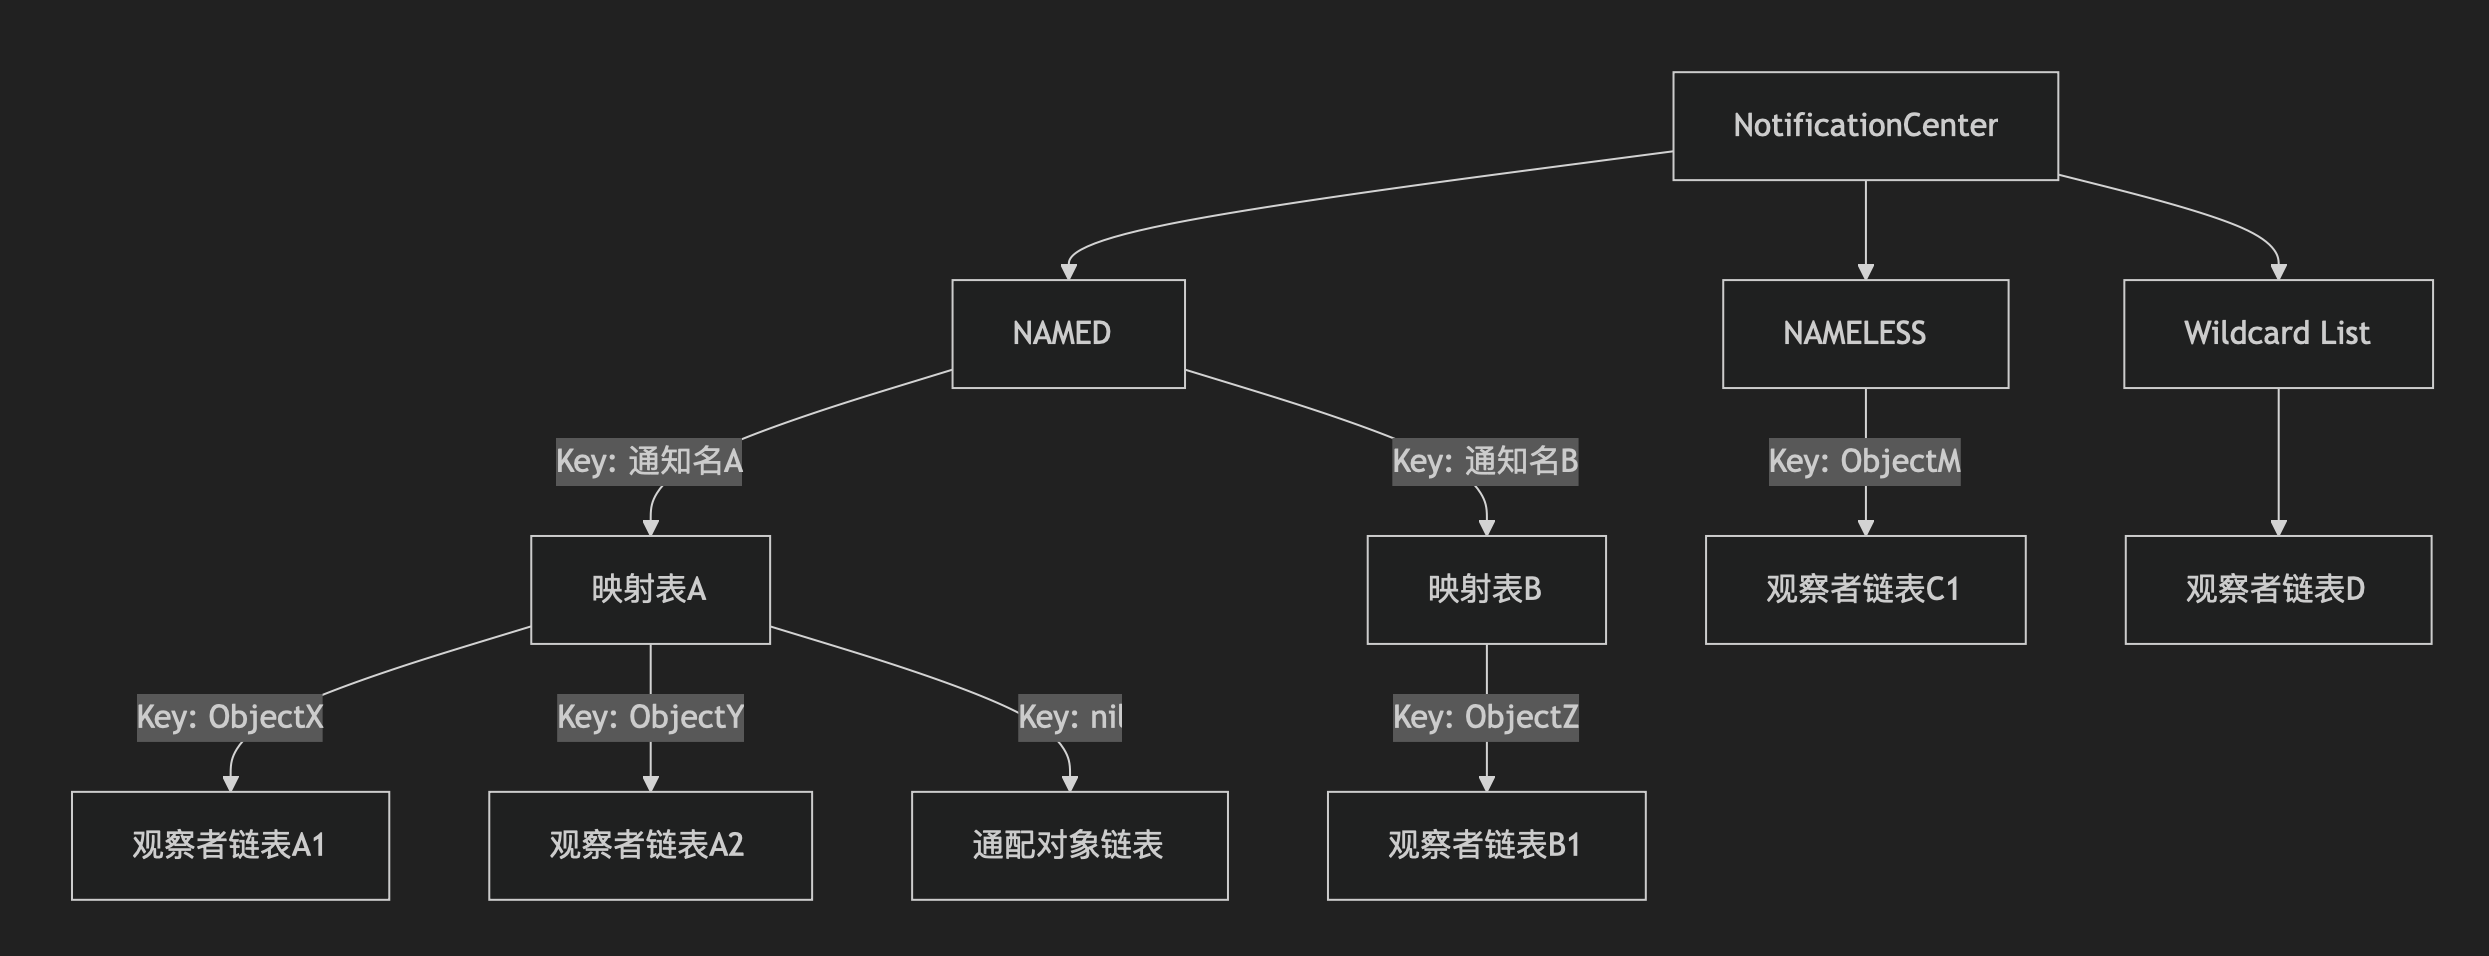 NotificationCenter
NAMED
NAMELESS
Wildcard List
Key: 通知名A
Key: 通知名B
Key: ObjectM
映射表A
映射表B
观察者链表C1
观察者链表D
Key: ObjectX
Key: ObjectY
Key: nil
Key: ObjectZ
观察者链表A1
观察者链表A2
通配对象链表
观察者链表B1